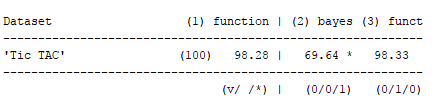 Dataset (1) function | (2) bayes (3) funct
--------------------------------------------------------------
'Tic TAC' (100) 98.28 | 69.64 * 98.33
--------------------------------------------------------------
(v/ /*) | (0/0/1) (0/1/0)